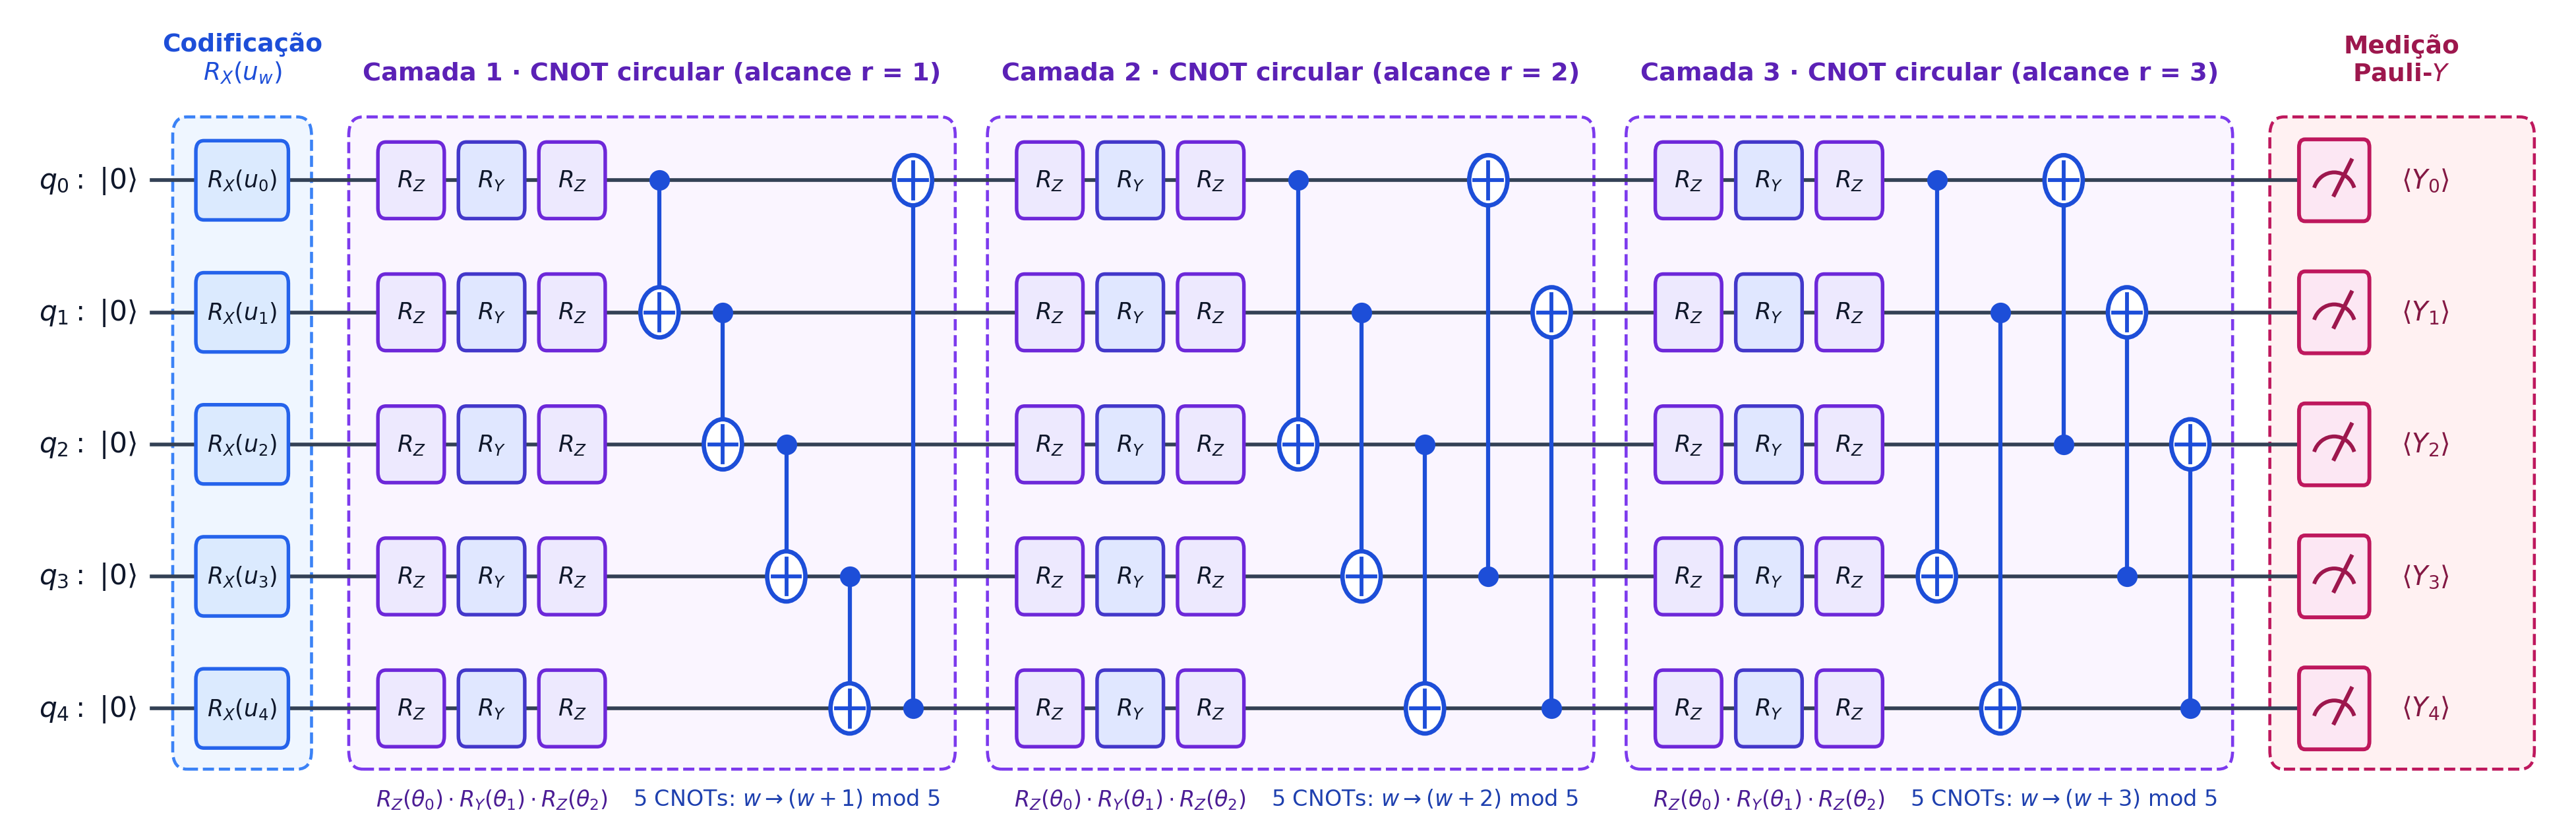 Codificação
R_X(u_w)
Camada 1 · CNOT circular (alcance r = 1)
Camada 2 · CNOT circular (alcance r = 2)
Camada 3 · CNOT circular (alcance r = 3)
Medição
Pauli-Y
q_0 : |0⟩ R_X(u_0) R_Z R_Y R_Z R_Z R_Y R_Z R_Z R_Y R_Z ⟨Y_0⟩
q_1 : |0⟩ R_X(u_1) R_Z R_Y R_Z R_Z R_Y R_Z R_Z R_Y R_Z ⟨Y_1⟩
q_2 : |0⟩ R_X(u_2) R_Z R_Y R_Z R_Z R_Y R_Z R_Z R_Y R_Z ⟨Y_2⟩
q_3 : |0⟩ R_X(u_3) R_Z R_Y R_Z R_Z R_Y R_Z R_Z R_Y R_Z ⟨Y_3⟩
q_4 : |0⟩ R_X(u_4) R_Z R_Y R_Z R_Z R_Y R_Z R_Z R_Y R_Z ⟨Y_4⟩
R_Z(θ_0) · R_Y(θ_1) · R_Z(θ_2) 5 CNOTs: w → (w + 1) mod 5
R_Z(θ_0) · R_Y(θ_1) · R_Z(θ_2) 5 CNOTs: w → (w + 2) mod 5
R_Z(θ_0) · R_Y(θ_1) · R_Z(θ_2) 5 CNOTs: w → (w + 3) mod 5